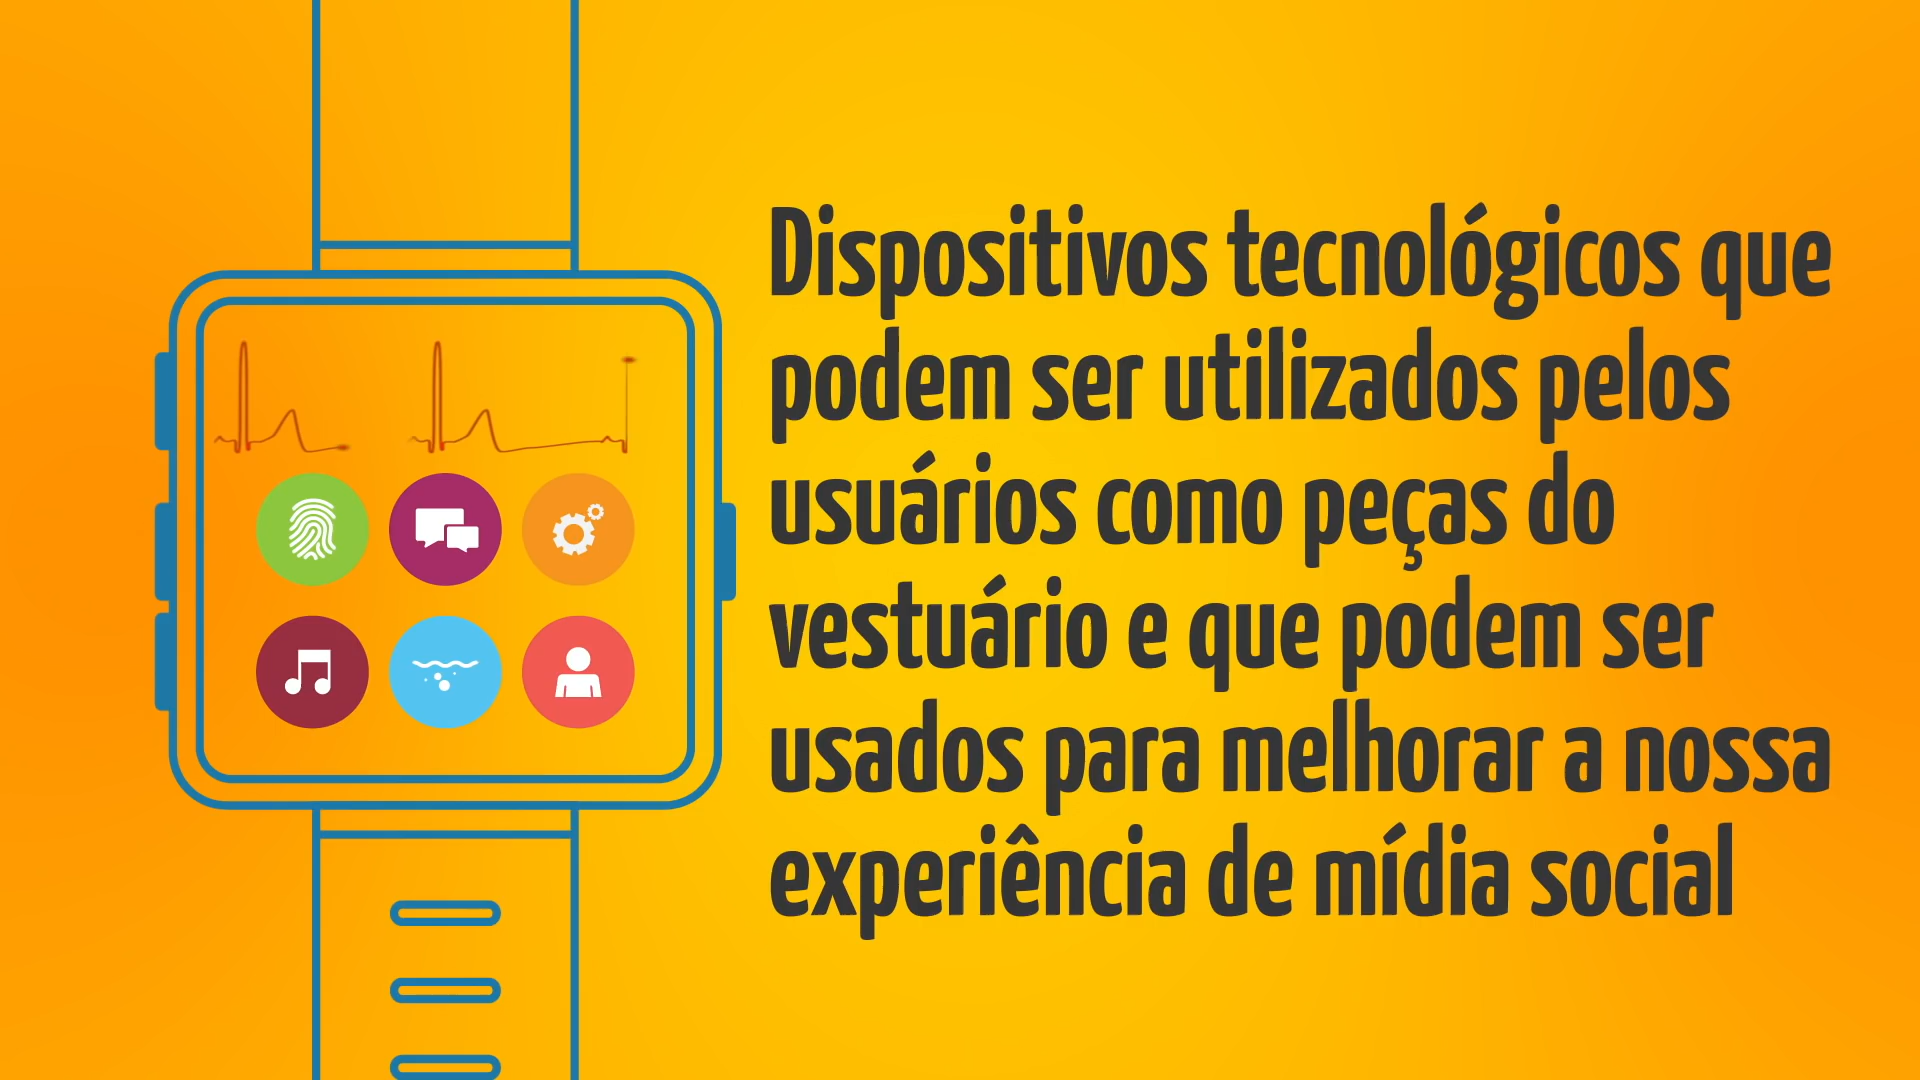 Dispositivos tecnológicos que
podem ser utilizados pelos
usuários como peças do
vestuário e que podem ser
usados para melhorar a nossa
experiência de mídia social